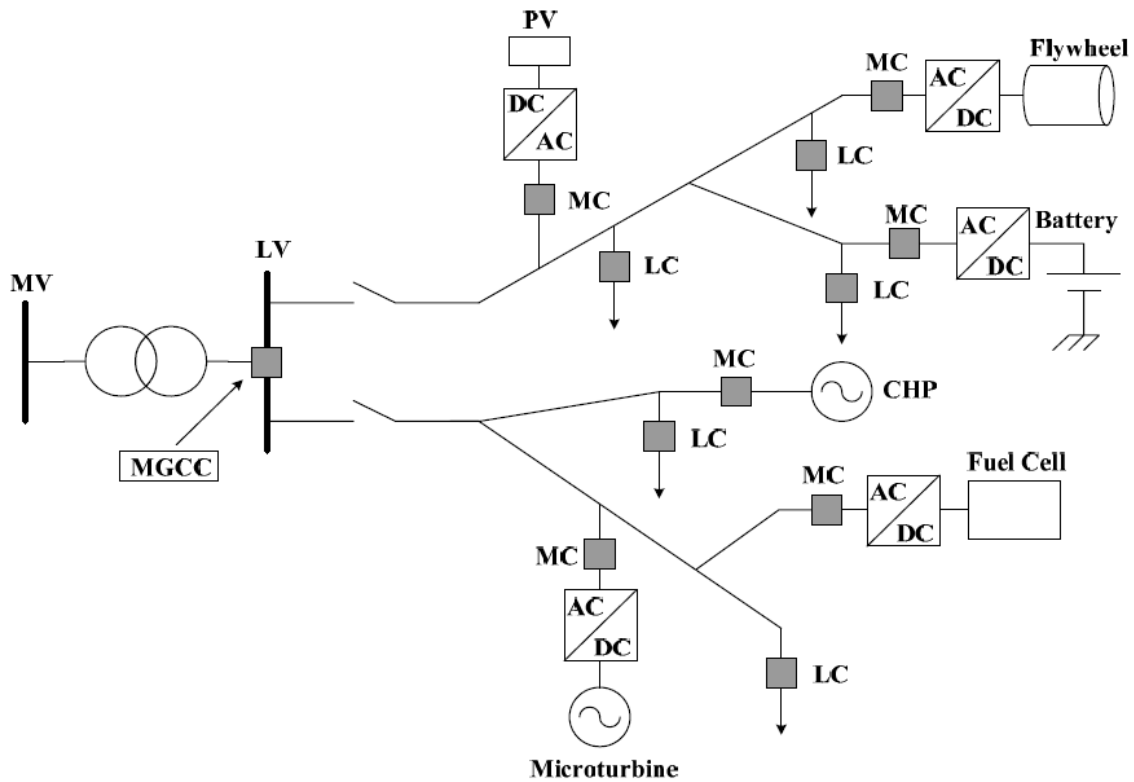 PV
DC
AC
MC
MC
AC
DC
Flywheel
LC
LC
MC
AC
DC
Battery
LC
MV
LV
MGCC
MC
CHP
LC
MC
AC
DC
Fuel Cell
MC
AC
DC
LC
Microturbine